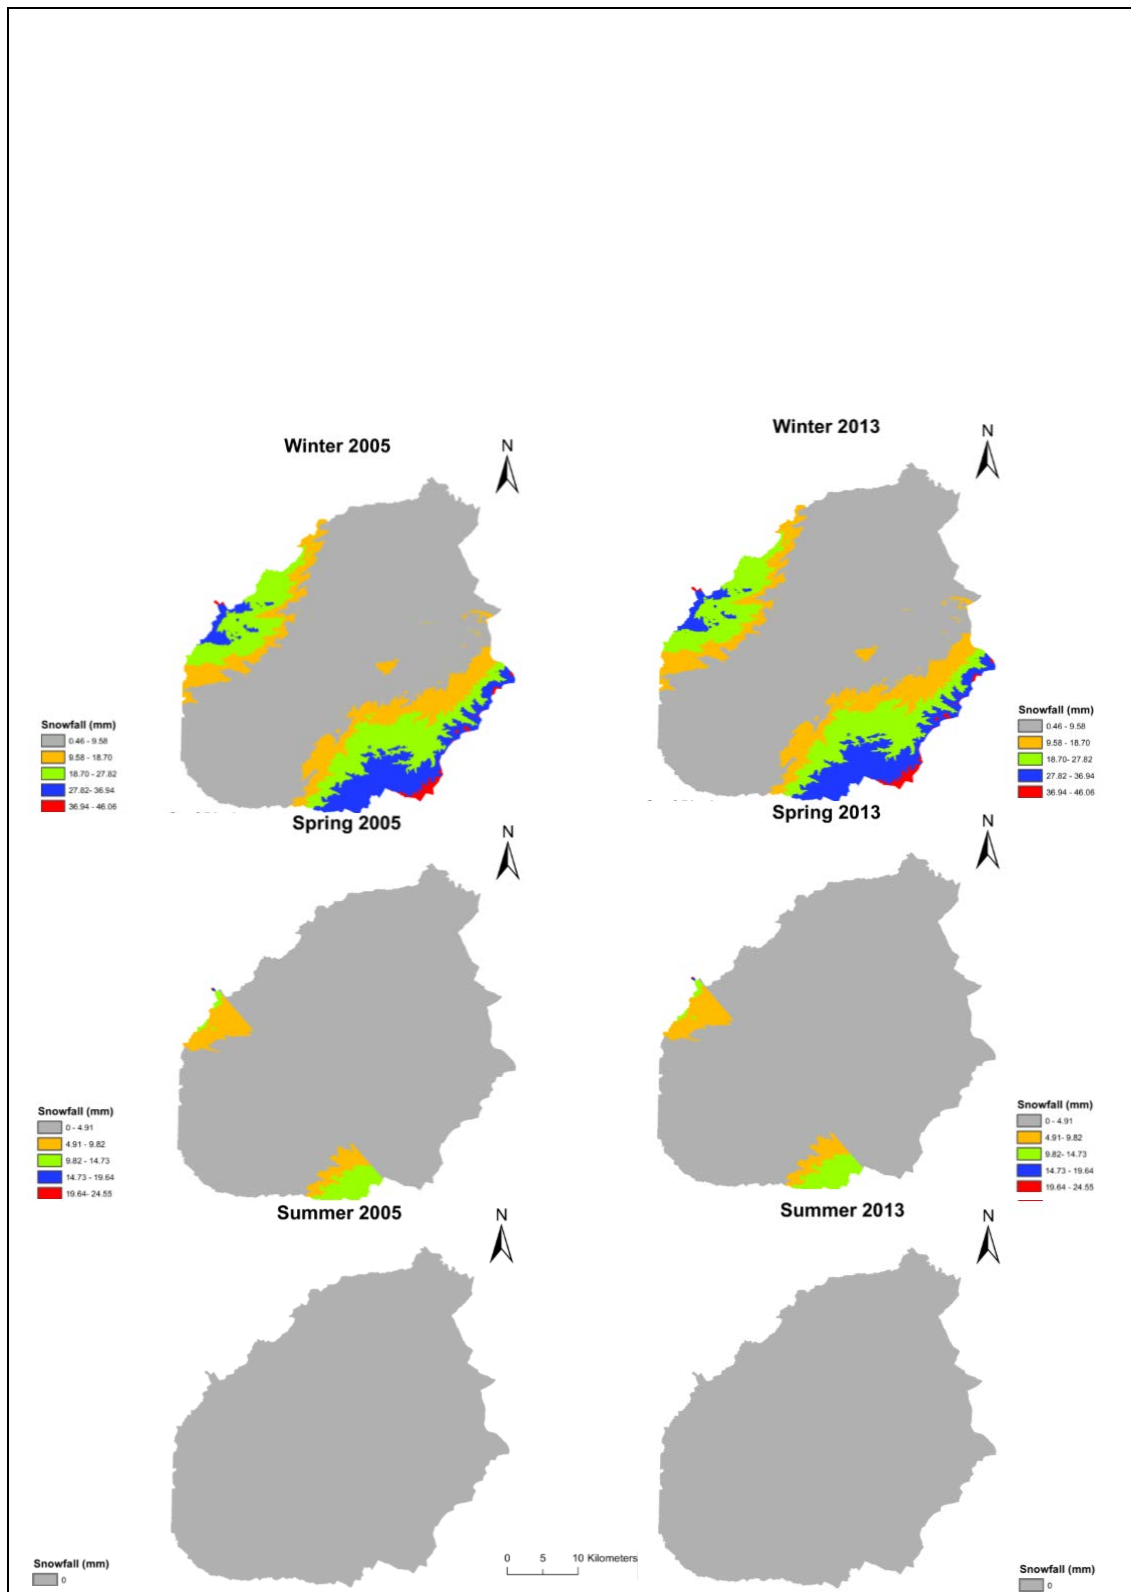 Winter 2005
N
Snowfall (mm)
0.46 - 9.58
9.58 - 18.70
18.70 - 27.82
27.82- 36.94
36.94 - 46.06
Winter 2013
N
Snowfall (mm)
0.46 - 9.58
9.58 - 18.70
18.70- 27.82
27.82 - 36.94
36.94 - 46.06
Spring 2005
N
Snowfall (mm)
0 - 4.91
4.91 - 9.82
9.82 - 14.73
14.73 - 19.64
19.64- 24.55
Spring 2013
N
Snowfall (mm)
0 - 4.91
4.91- 9.82
9.82- 14.73
14.73 - 19.64
19.64 - 24.55
Summer 2005
N
Snowfall (mm)
0
0 5 10 Kilometers
Summer 2013
N
Snowfall (mm)
0